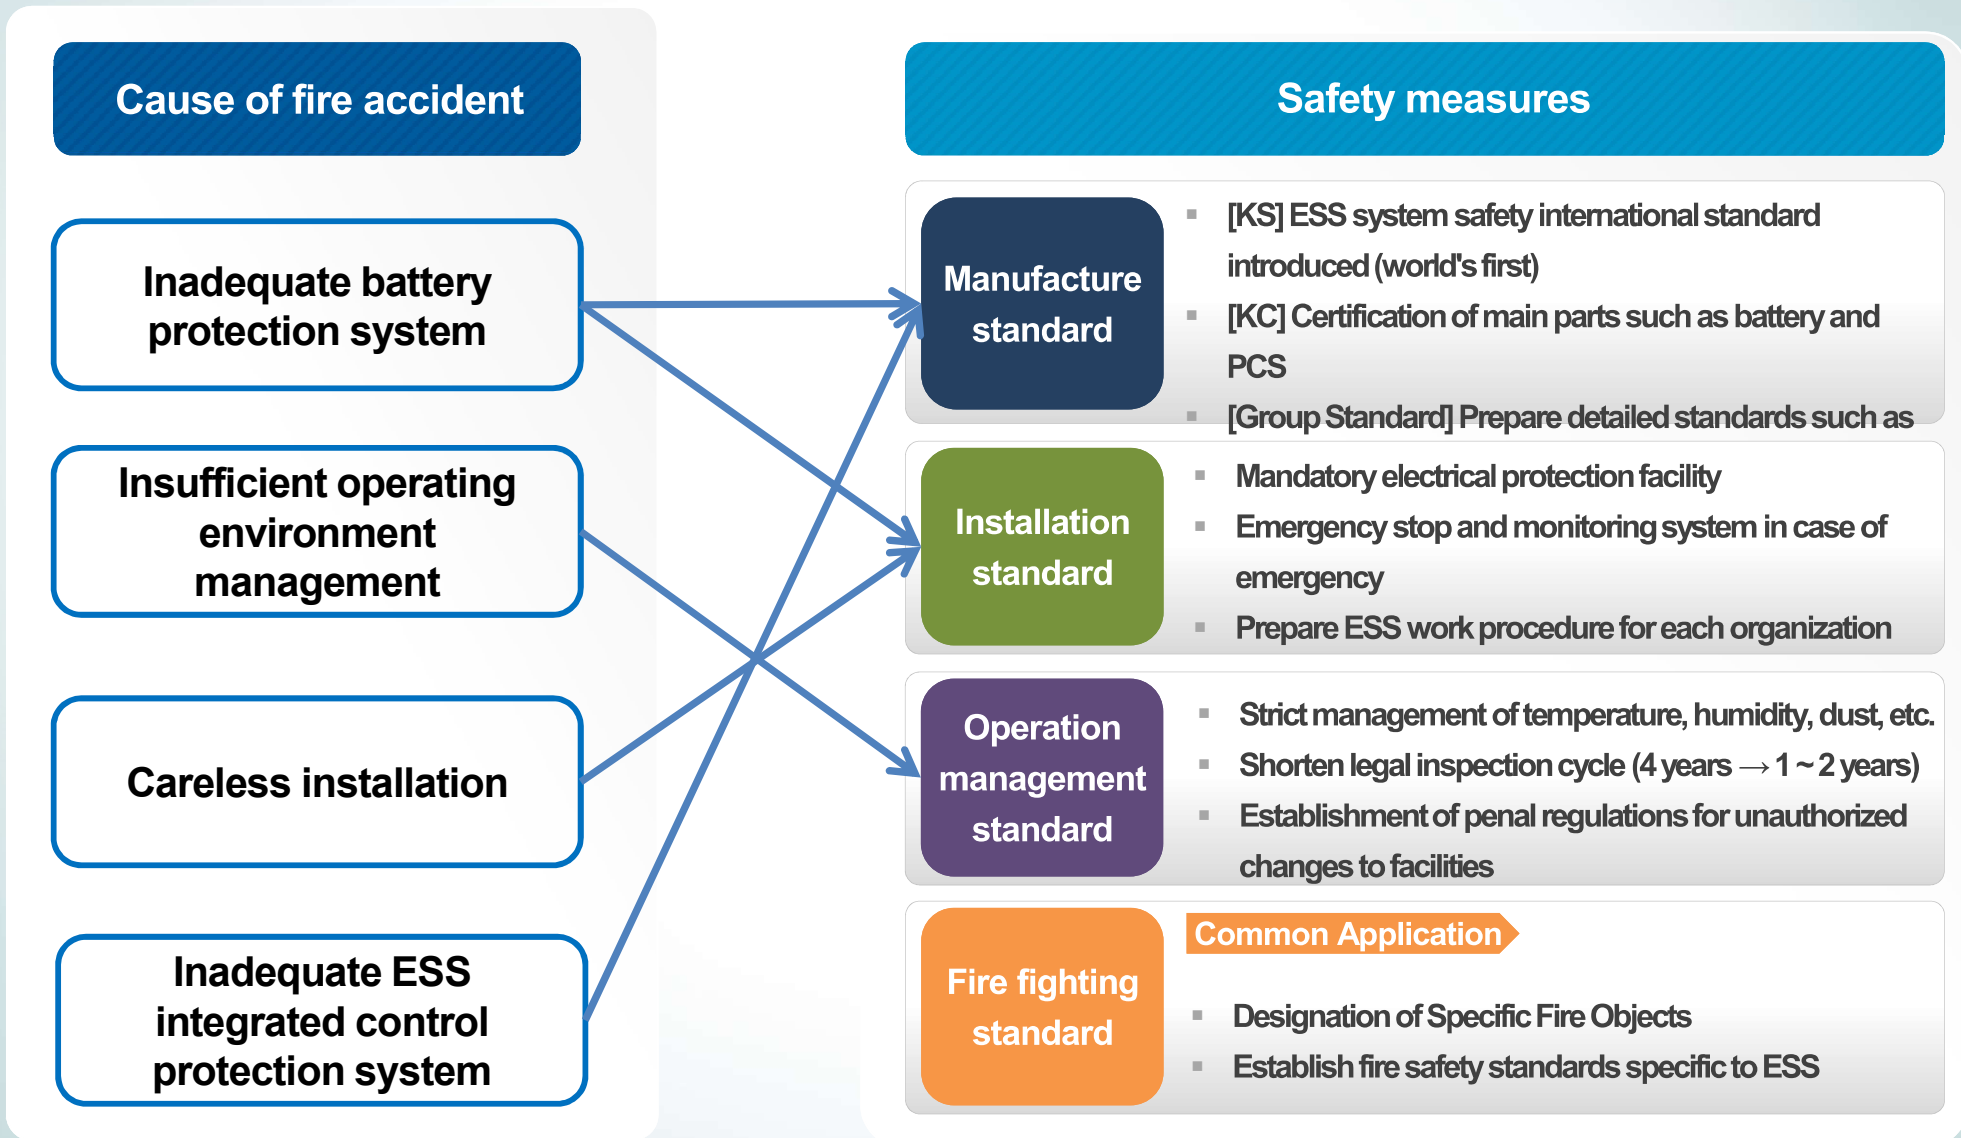 Cause of fire accident
Inadequate battery
protection system
Insufficient operating
environment
management
Careless installation
Inadequate ESS
integrated control
protection system
Safety measures
Manufacture
standard
[KS] ESS system safety international standard
introduced (world's first)
[KC] Certification of main parts such as battery and
PCS
[Group Standard] Prepare detailed standards such as
Installation
standard
Mandatory electrical protection facility
Emergency stop and monitoring system in case of
emergency
Prepare ESS work procedure for each organization
Operation
management
standard
Strict management of temperature, humidity, dust, etc.
Shorten legal inspection cycle (4 years → 1 ~ 2 years)
Establishment of penal regulations for unauthorized
changes to facilities
Fire fighting
standard
Common Application
Designation of Specific Fire Objects
Establish fire safety standards specific to ESS